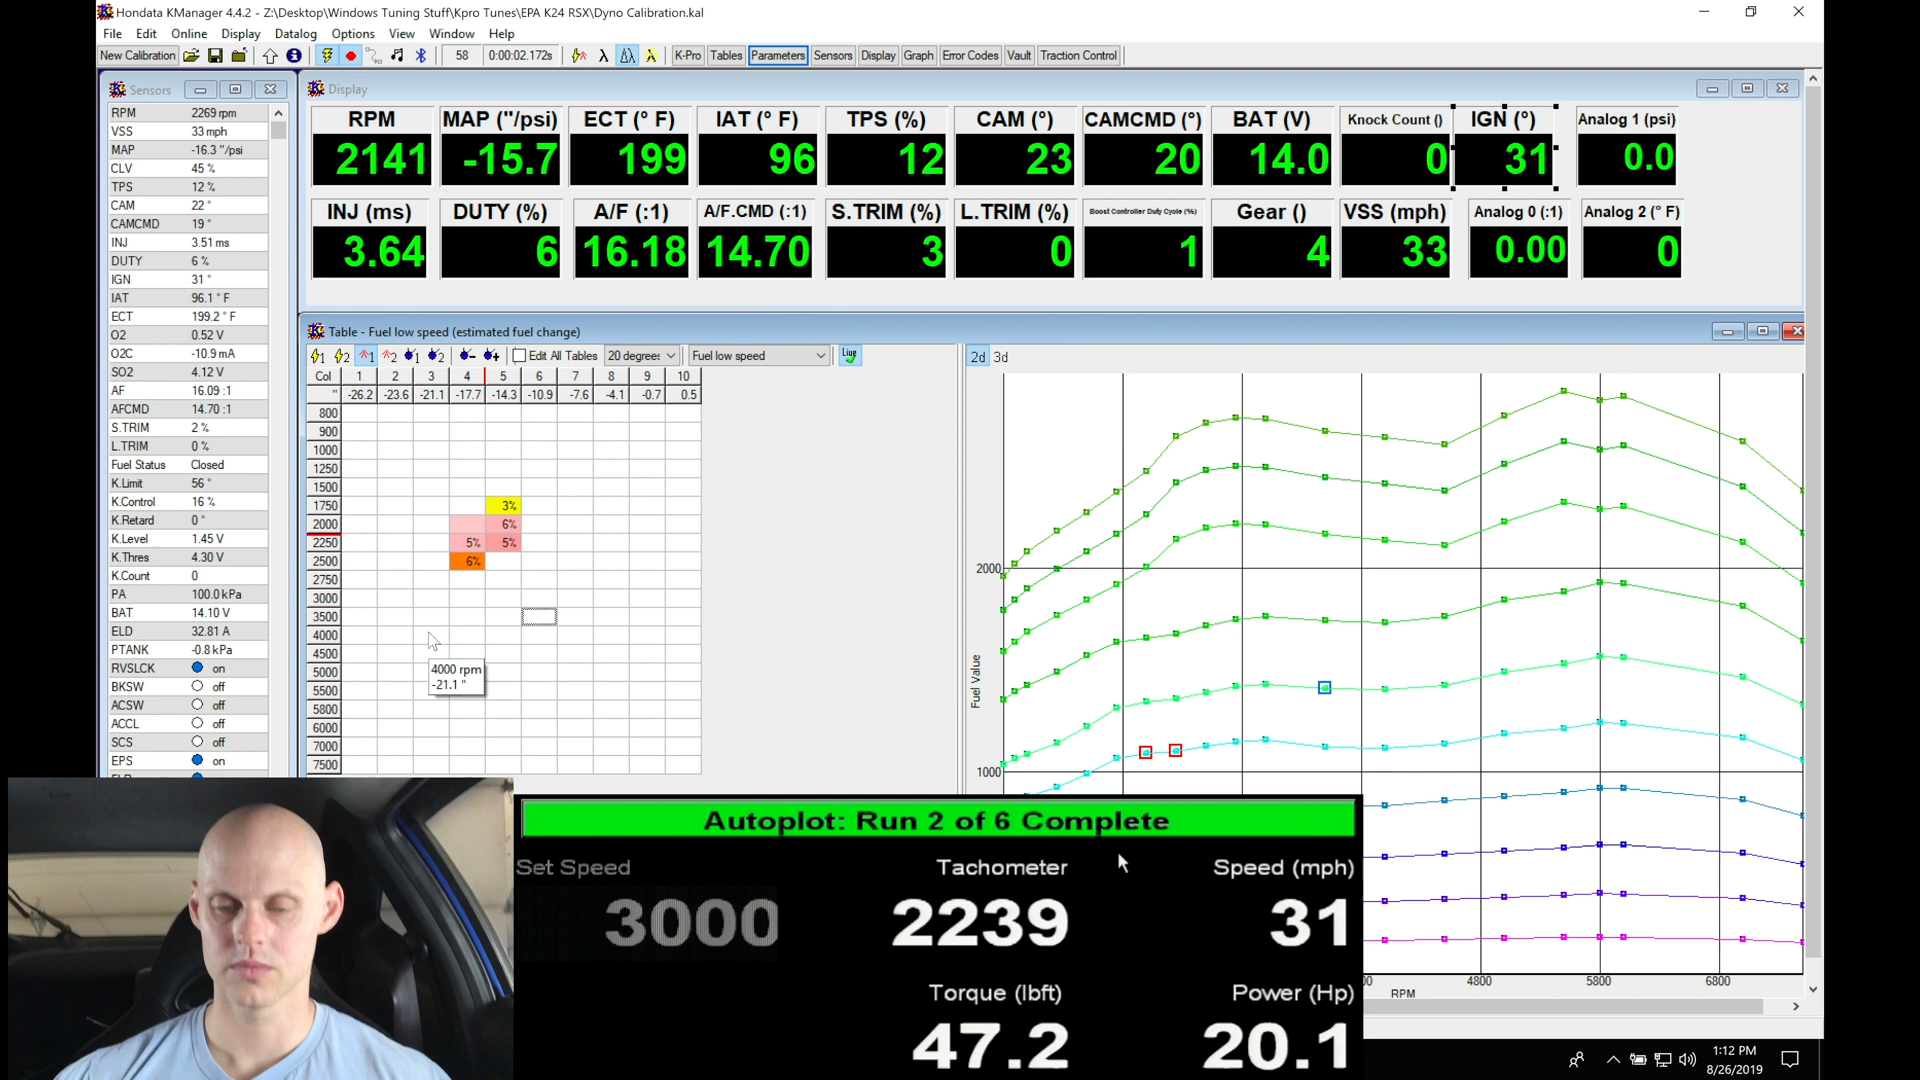 Hondata KManager 4.4.2 - Z:\Desktop\Windows Tuning Stuff\Kpro Tunes\EPA K24 RSX\Dyno Calibration.kal
File Edit Online Display Datalog Options View Window Help
New Calibration 58 0:00:02.172s K-Pro Tables Parameters Sensors Display Graph Error Codes Vault Traction Control
Sensors
RPM 2269 rpm
VSS 33 mph
MAP -16.3 "/psi
CLV 45 %
TPS 12 %
CAM 22 °
CAMCMD 19 °
INJ 3.51 ms
DUTY 6 %
IGN 31 °
IAT 96.1 ° F
ECT 199.2 ° F
O2 0.52 V
O2C -10.9 mA
SO2 4.12 V
AF 16.09 :1
AFCMD 14.70 :1
S.TRIM 2 %
L.TRIM 0 %
Fuel Status Closed
K.Limit 56 °
K.Control 16 %
K.Retard 0 °
K.Level 1.45 V
K.Thres 4.30 V
K.Count 0
PA 100.0 kPa
BAT 14.10 V
ELD 32.81 A
PTANK -0.8 kPa
RVSLCK on
BKSW off
ACSW off
ACCL off
SCS off
EPS on
Display
RPM MAP ("/psi) ECT (° F) IAT (° F) TPS (%) CAM (°) CAMCMD (°) BAT (V) Knock Count () IGN (°) Analog 1 (psi)
2141 -15.7 199 96 12 23 20 14.0 0 31 0.0
INJ (ms) DUTY (%) A/F (:1) A/F.CMD (:1) S.TRIM (%) L.TRIM (%) Boost Controller Duty Cycle (%) Gear () VSS (mph) Analog 0 (:1) Analog 2 (° F)
3.64 6 16.18 14.70 3 0 1 4 33 0.00 0
Table - Fuel low speed (estimated fuel change)
1 2 1 2 1 2 Edit All Tables 20 degrees Fuel low speed Live
Col 1 2 3 4 5 6 7 8 9 10
" -26.2 -23.6 -21.1 -17.7 -14.3 -10.9 -7.6 -4.1 -0.7 0.5
800
900
1000
1250
1500
1750 3%
2000 6%
2250 5% 5%
2500 6%
2750
3000
3500
4000
4500
5000
5500
5800
6000
7000
7500
4000 rpm
-21.1 "
2d 3d
2000
Fuel Value
1000
4800 5800 6800
RPM
Autoplot: Run 2 of 6 Complete
Set Speed Tachometer Speed (mph)
3000 2239 31
Torque (lbft) Power (Hp)
47.2 20.1
1:12 PM
8/26/2019